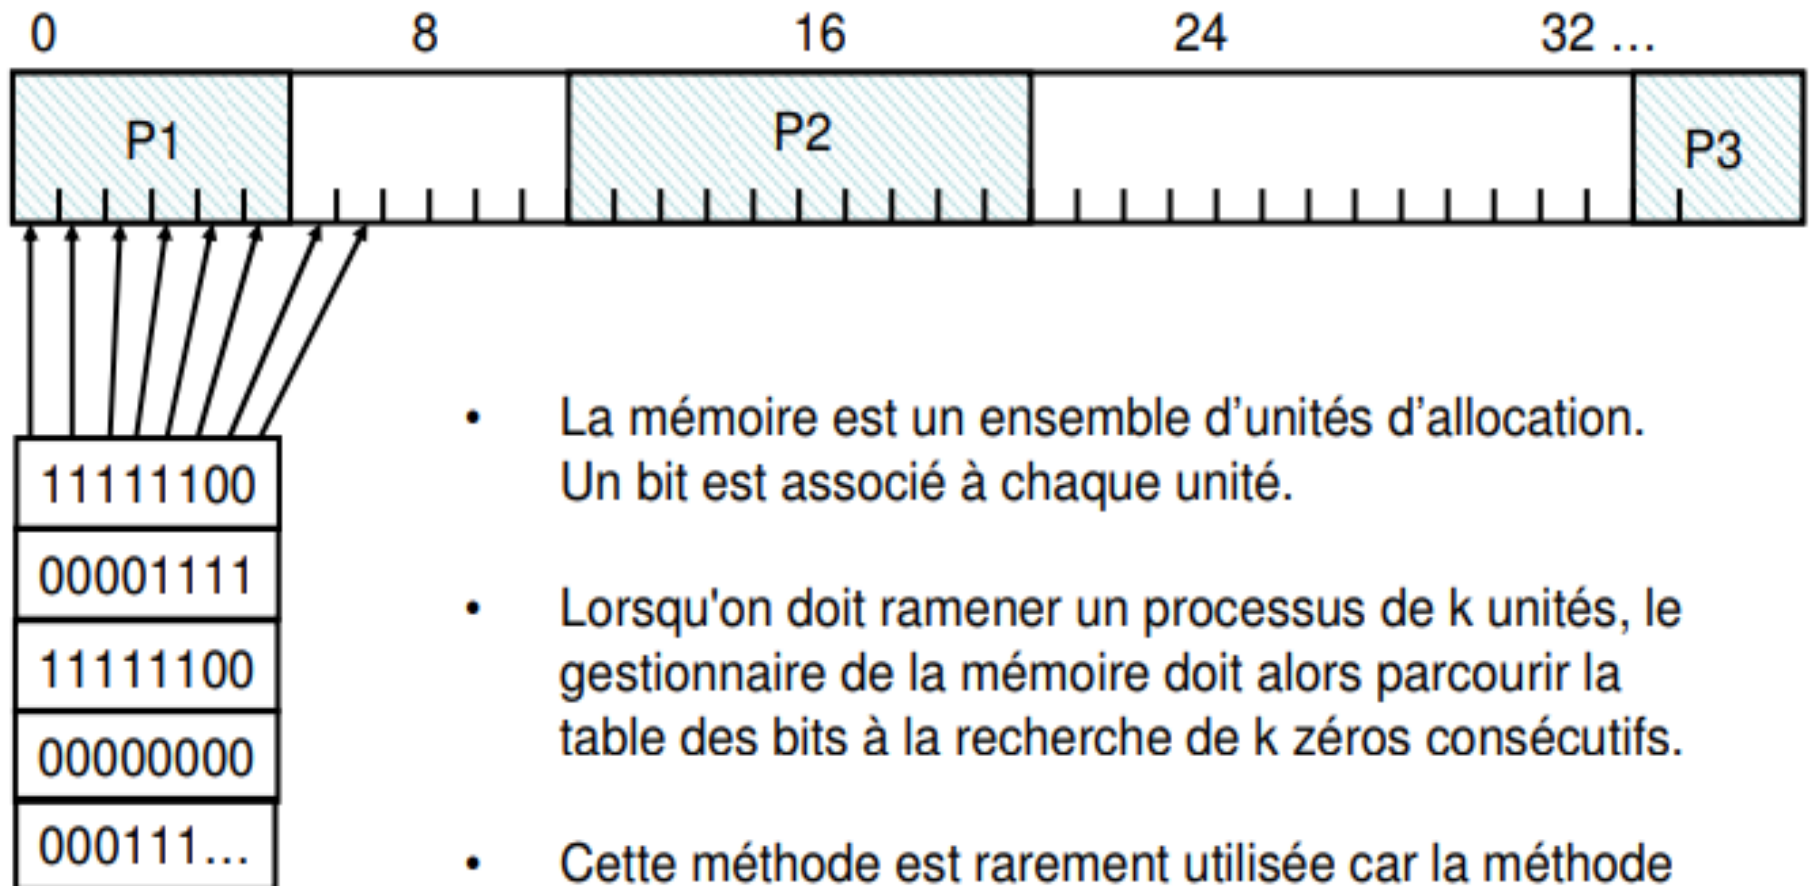 0 8 16 24 32 ...
P1 P2 P3
11111100
00001111
11111100
00000000
000111...
• La mémoire est un ensemble d’unités d’allocation.
Un bit est associé à chaque unité.
• Lorsqu'on doit ramener un processus de k unités, le
gestionnaire de la mémoire doit alors parcourir la
table des bits à la recherche de k zéros consécutifs.
• Cette méthode est rarement utilisée car la méthode